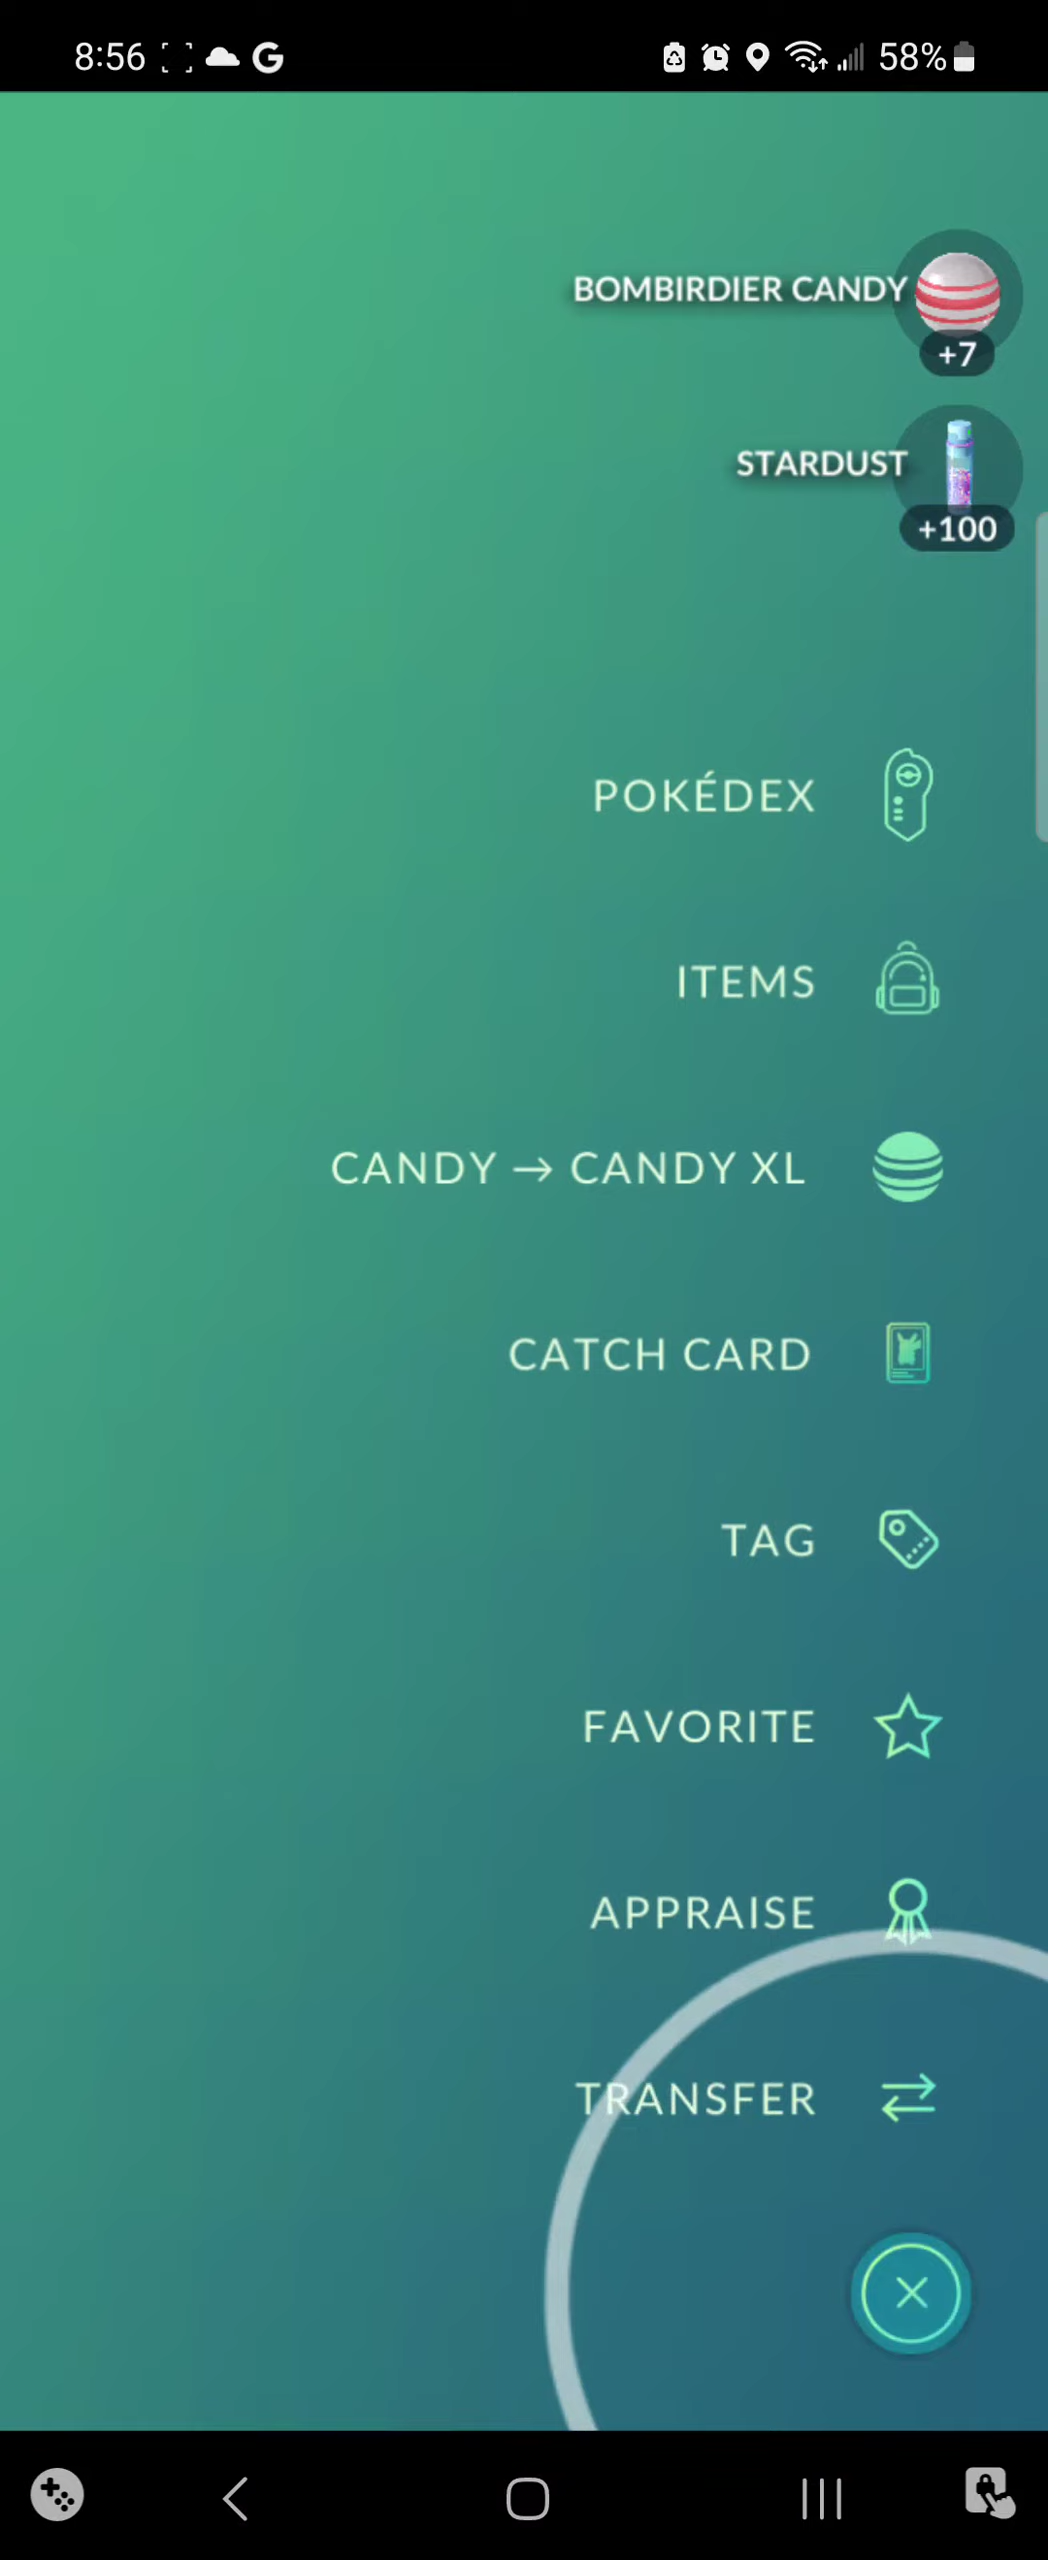 8:56
58%
BOMBIRDIER CANDY
+7
STARDUST
+100
POKÉDEX
ITEMS
CANDY → CANDY XL
CATCH CARD
TAG
FAVORITE
APPRAISE
TRANSFER